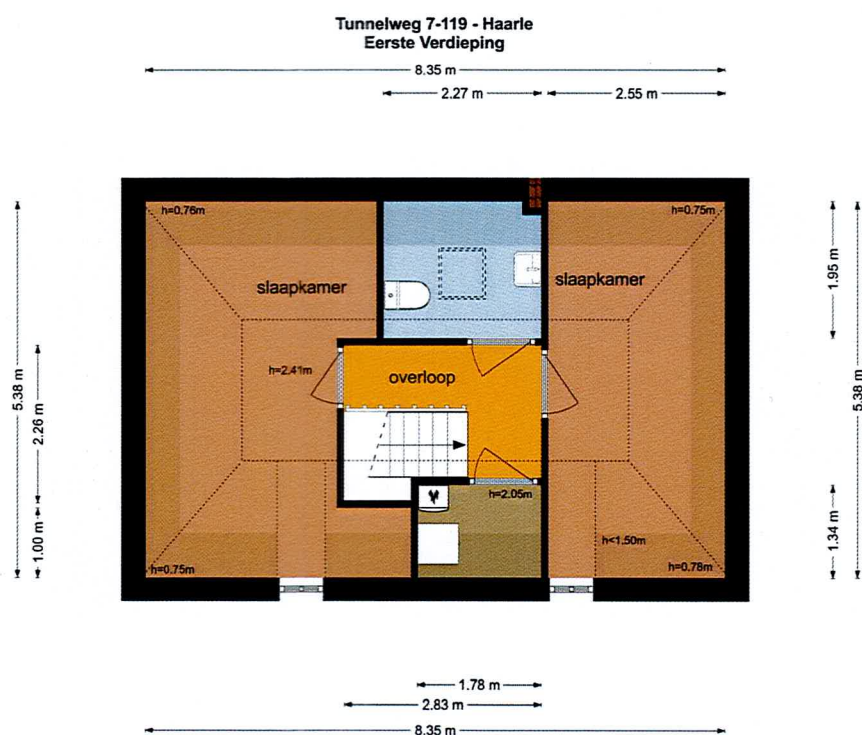 Tunnelweg 7-119 - Haarle
Eerste Verdieping
8.35 m
2.27 m
2.55 m
h=0.76m
h=0.75m
slaapkamer
slaapkamer
1.95 m
5.38 m
5.38 m
2.26 m
h=2.41m
overloop
h=2.05m
1.00 m
h<1.50m
1.34 m
h=0.75m
h=0.78m
1.78 m
2.83 m
8.35 m